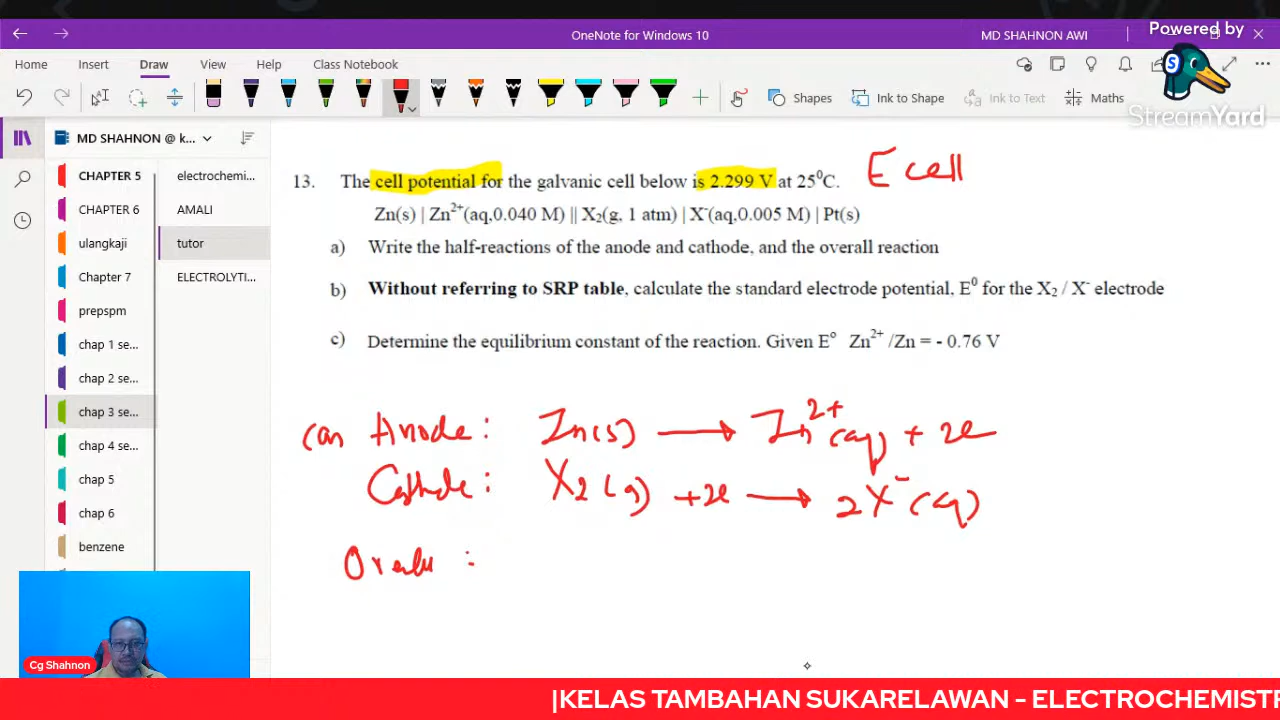 OneNote for Windows 10
MD SHAHNON AWI
Powered by
StreamYard
Home Insert Draw View Help Class Notebook
Shapes Ink to Shape Ink to Text Maths
MD SHAHNON @ k...
CHAPTER 5
CHAPTER 6
ulangkaji
Chapter 7
prepspm
chap 1 se...
chap 2 se...
chap 3 se...
chap 4 se...
chap 5
chap 6
benzene
electrochemi...
AMALI
tutor
ELECTROLYTI...
E cell
13. The cell potential for the galvanic cell below is 2.299 V at 25⁰C.
Zn(s) | Zn²⁺(aq,0.040 M) || X₂(g, 1 atm) | X⁻(aq,0.005 M) | Pt(s)
a) Write the half-reactions of the anode and cathode, and the overall reaction
b) Without referring to SRP table, calculate the standard electrode potential, E⁰ for the X₂ / X⁻ electrode
c) Determine the equilibrium constant of the reaction. Given E° Zn²⁺ /Zn = - 0.76 V
Anode : Zn(s) → Zn²⁺(aq) + 2e
Cathode : X₂(g) +2e → 2X⁻(aq)
:
Cg Shahnon
|KELAS TAMBAHAN SUKARELAWAN - ELECTROCHEMISTE